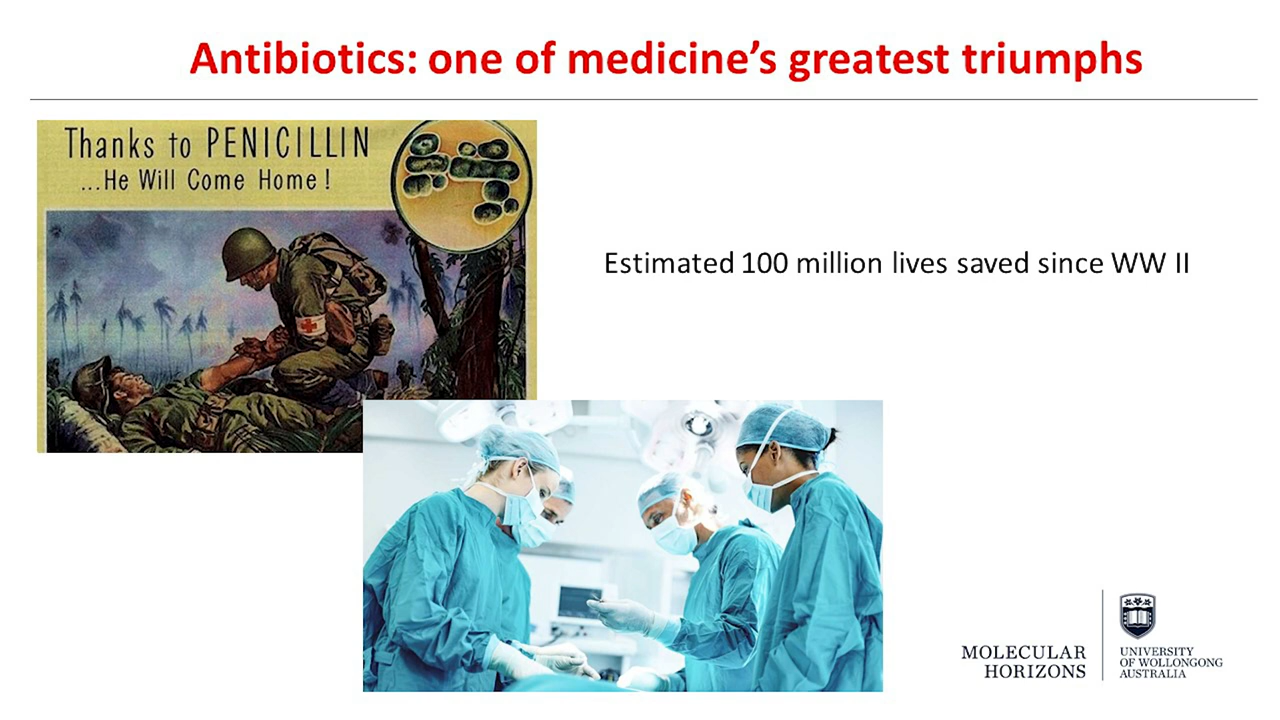 Antibiotics: one of medicine’s greatest triumphs
Thanks to PENICILLIN
...He Will Come Home!
Estimated 100 million lives saved since WW II
MOLECULAR
HORIZONS
UNIVERSITY
OF WOLLONGONG
AUSTRALIA